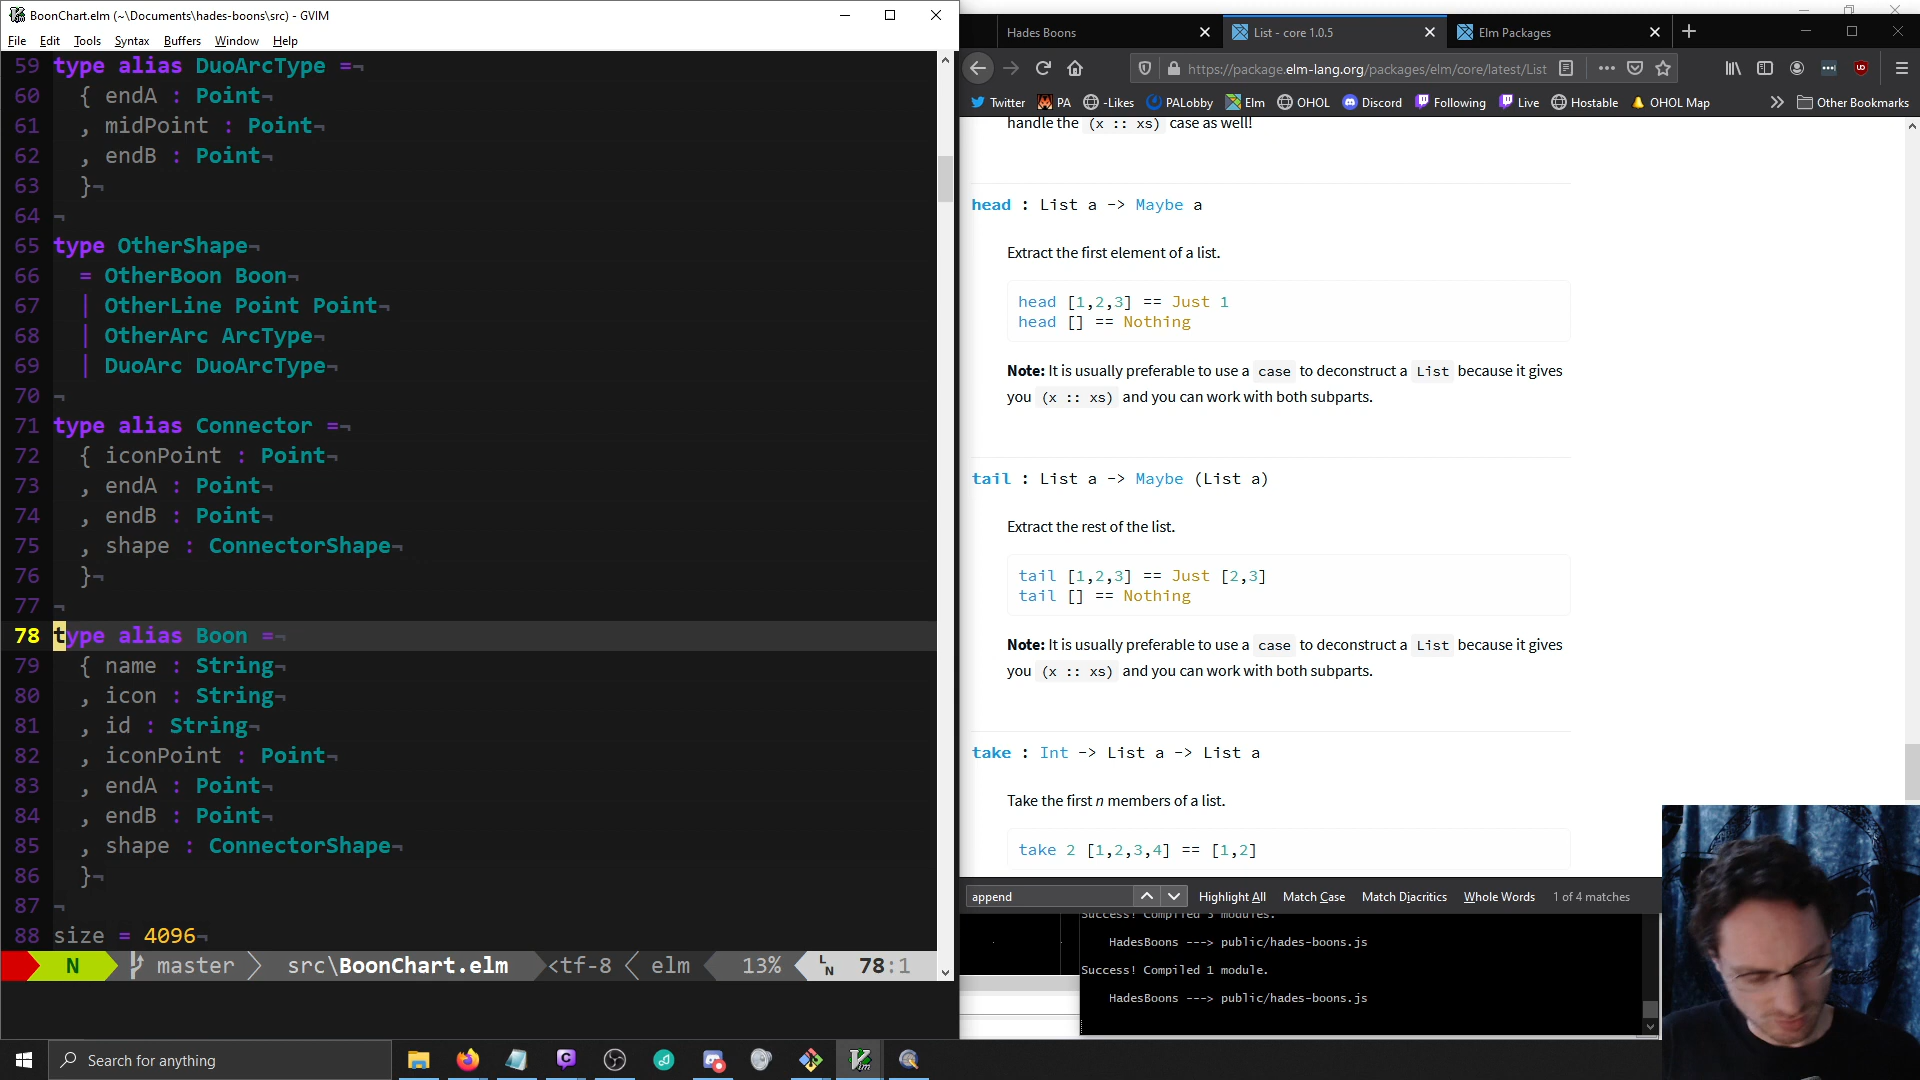 BoonChart.elm (~\Documents\hades-boons\src) - GVIM
File Edit Tools Syntax Buffers Window Help
59 type alias DuoArcType =¬
60   { endA : Point¬
61   , midPoint : Point¬
62   , endB : Point¬
63   }¬
64 ¬
65 type OtherShape¬
66   = OtherBoon Boon¬
67   | OtherLine Point Point¬
68   | OtherArc ArcType¬
69   | DuoArc DuoArcType¬
70 ¬
71 type alias Connector =¬
72   { iconPoint : Point¬
73   , endA : Point¬
74   , endB : Point¬
75   , shape : ConnectorShape¬
76   }¬
77 ¬
78 type alias Boon =¬
79   { name : String¬
80   , icon : String¬
81   , id : String¬
82   , iconPoint : Point¬
83   , endA : Point¬
84   , endB : Point¬
85   , shape : ConnectorShape¬
86   }¬
87 ¬
88 size = 4096¬
N master src\BoonChart.elm <tf-8 elm 13% LN 78:1
Hades Boons
List - core 1.0.5
Elm Packages
https://package.elm-lang.org/packages/elm/core/latest/List
Twitter PA -Likes PALobby Elm OHOL Discord Following Live Hostable OHOL Map Other Bookmarks
handle the (x :: xs) case as well!
head : List a -> Maybe a
Extract the first element of a list.
head [1,2,3] == Just 1
head [] == Nothing
Note: It is usually preferable to use a case to deconstruct a List because it gives
you (x :: xs) and you can work with both subparts.
tail : List a -> Maybe (List a)
Extract the rest of the list.
tail [1,2,3] == Just [2,3]
tail [] == Nothing
Note: It is usually preferable to use a case to deconstruct a List because it gives
you (x :: xs) and you can work with both subparts.
take : Int -> List a -> List a
Take the first n members of a list.
take 2 [1,2,3,4] == [1,2]
append Highlight All Match Case Match Diacritics Whole Words 1 of 4 matches
Success! Compiled 3 modules.
HadesBoons ---> public/hades-boons.js
Success! Compiled 1 module.
HadesBoons ---> public/hades-boons.js
Search for anything